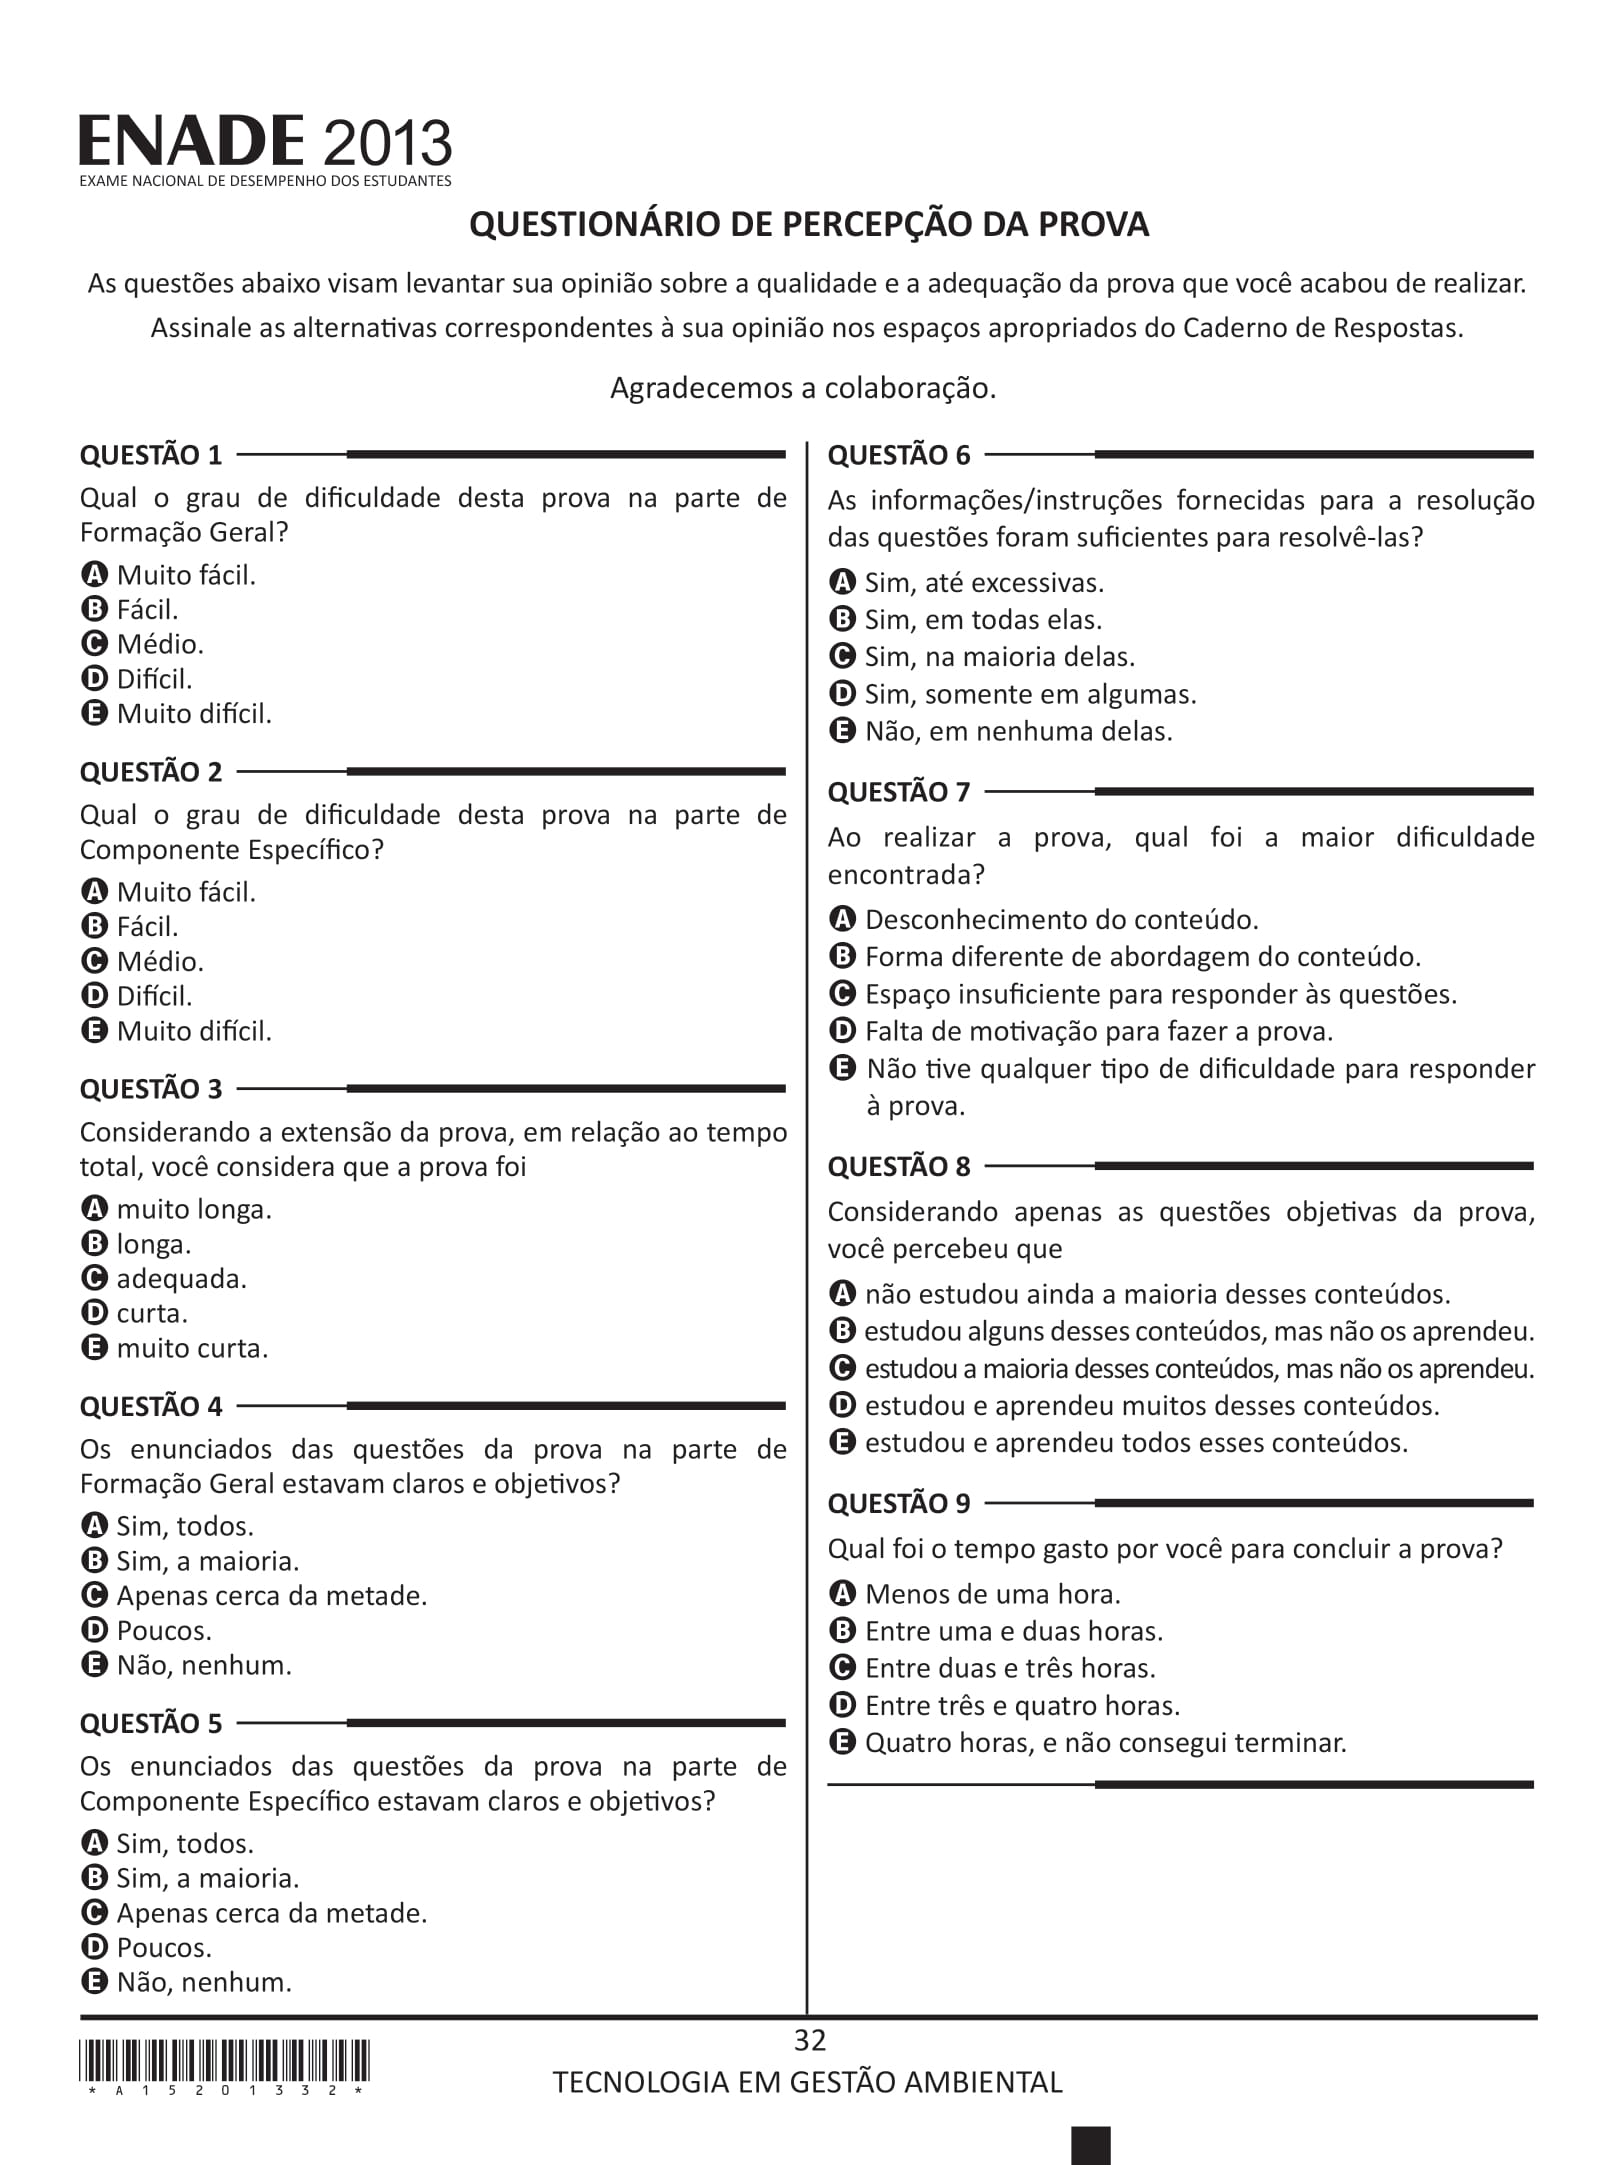 ENADE 2013
EXAME NACIONAL DE DESEMPENHO DOS ESTUDANTES
QUESTIONÁRIO DE PERCEPÇÃO DA PROVA
As questões abaixo visam levantar sua opinião sobre a qualidade e a adequação da prova que você acabou de realizar.
Assinale as alternativas correspondentes à sua opinião nos espaços apropriados do Caderno de Respostas.
Agradecemos a colaboração.
QUESTÃO 1
Qual o grau de dificuldade desta prova na parte de
Formação Geral?
A Muito fácil.
B Fácil.
C Médio.
D Difícil.
E Muito difícil.
QUESTÃO 2
Qual o grau de dificuldade desta prova na parte de
Componente Específico?
A Muito fácil.
B Fácil.
C Médio.
D Difícil.
E Muito difícil.
QUESTÃO 3
Considerando a extensão da prova, em relação ao tempo
total, você considera que a prova foi
A muito longa.
B longa.
C adequada.
D curta.
E muito curta.
QUESTÃO 4
Os enunciados das questões da prova na parte de
Formação Geral estavam claros e objetivos?
A Sim, todos.
B Sim, a maioria.
C Apenas cerca da metade.
D Poucos.
E Não, nenhum.
QUESTÃO 5
Os enunciados das questões da prova na parte de
Componente Específico estavam claros e objetivos?
A Sim, todos.
B Sim, a maioria.
C Apenas cerca da metade.
D Poucos.
E Não, nenhum.
QUESTÃO 6
As informações/instruções fornecidas para a resolução
das questões foram suficientes para resolvê-las?
A Sim, até excessivas.
B Sim, em todas elas.
C Sim, na maioria delas.
D Sim, somente em algumas.
E Não, em nenhuma delas.
QUESTÃO 7
Ao realizar a prova, qual foi a maior dificuldade
encontrada?
A Desconhecimento do conteúdo.
B Forma diferente de abordagem do conteúdo.
C Espaço insuficiente para responder às questões.
D Falta de motivação para fazer a prova.
E Não tive qualquer tipo de dificuldade para responder
à prova.
QUESTÃO 8
Considerando apenas as questões objetivas da prova,
você percebeu que
A não estudou ainda a maioria desses conteúdos.
B estudou alguns desses conteúdos, mas não os aprendeu.
C estudou a maioria desses conteúdos, mas não os aprendeu.
D estudou e aprendeu muitos desses conteúdos.
E estudou e aprendeu todos esses conteúdos.
QUESTÃO 9
Qual foi o tempo gasto por você para concluir a prova?
A Menos de uma hora.
B Entre uma e duas horas.
C Entre duas e três horas.
D Entre três e quatro horas.
E Quatro horas, e não consegui terminar.
32
*A15201332*
TECNOLOGIA EM GESTÃO AMBIENTAL